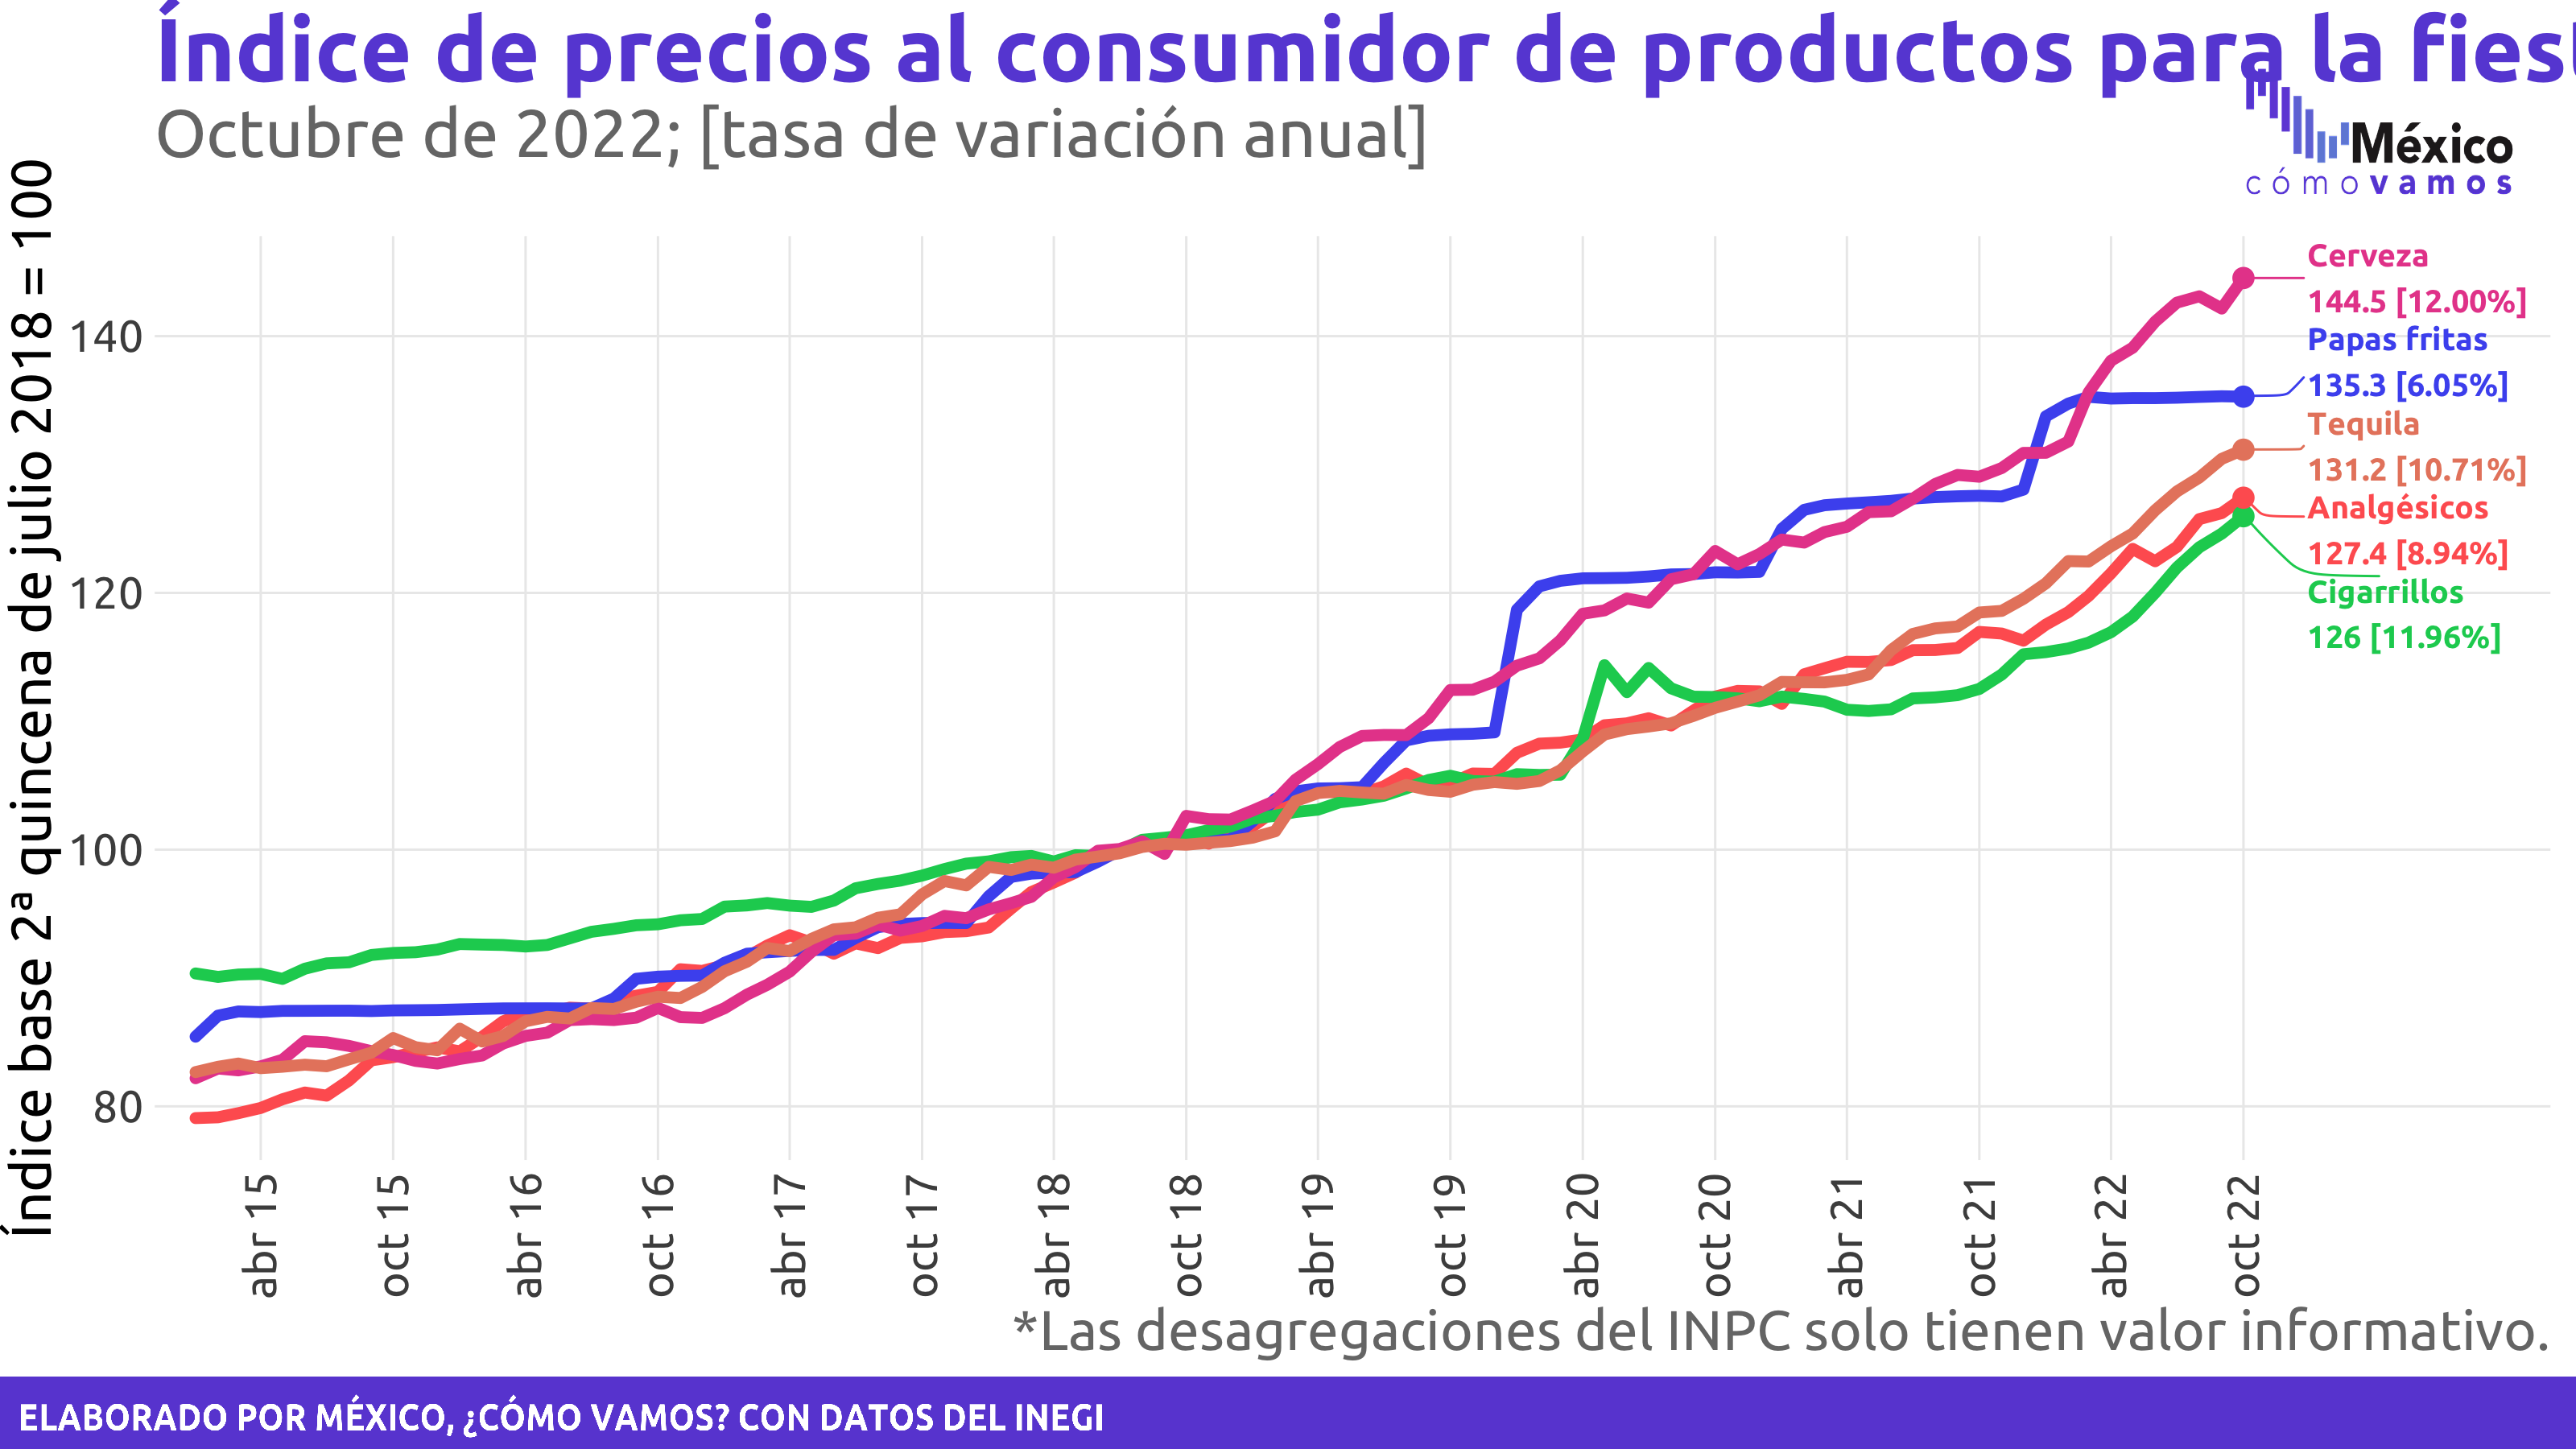 Índice de precios al consumidor de productos para la
Octubre de 2022; [tasa de variación anual]
México
cómo vamos
Índice base 2ª quincena de julio 2018 = 100
140
120
100
80
Cerveza
144.5 [12.00%]
Papas fritas
135.3 [6.05%]
Tequila
131.2 [10.71%]
Analgésicos
127.4 [8.94%]
Cigarrillos
126 [11.96%]
abr 15
oct 15
abr 16
oct 16
abr 17
oct 17
abr 18
oct 18
abr 19
oct 19
abr 20
oct 20
abr 21
oct 21
abr 22
oct 22
*Las desagregaciones del INPC solo tienen valor informativo.
ELABORADO POR MÉXICO, ¿CÓMO VAMOS? CON DATOS DEL INEGI